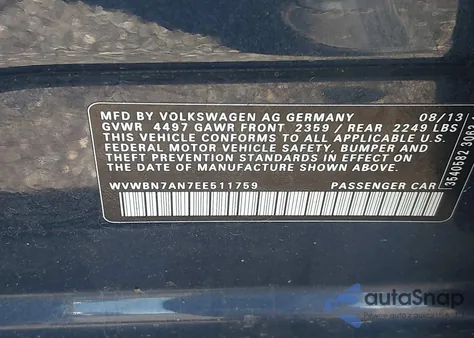 MFD BY VOLKSWAGEN AG GERMANY 08/13
GVWR 4497 GAWR FRONT 2359 / REAR 2249 LBS
THIS VEHICLE CONFORMS TO ALL APPLICABLE U.S.
FEDERAL MOTOR VEHICLE SAFETY, BUMPER AND
THEFT PREVENTION STANDARDS IN EFFECT ON
THE DATE OF MANUFACTURE SHOWN ABOVE.
WVWBN7AN7EE511759 PASSENGER CAR
3540582
autoSnap